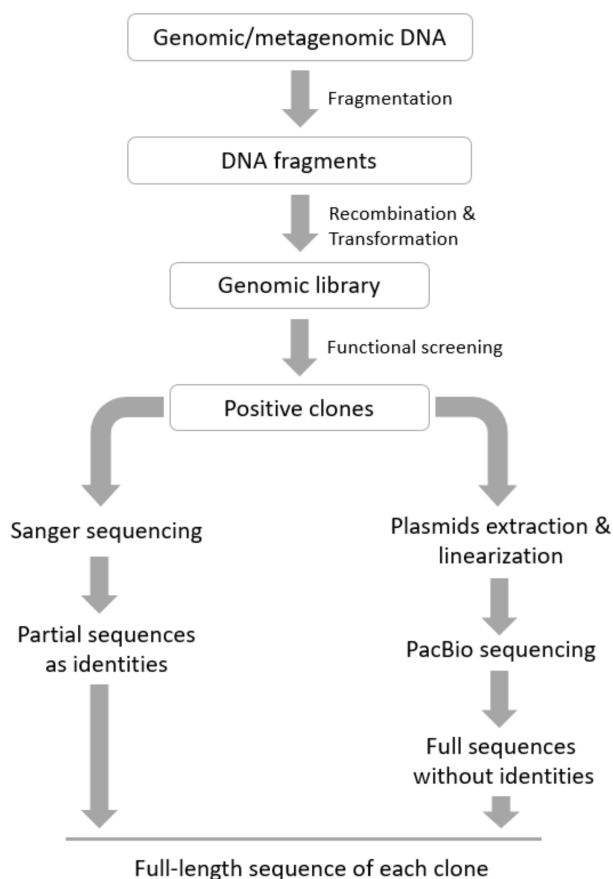 Genomic/metagenomic DNA
Fragmentation
DNA fragments
Recombination &
Transformation
Genomic library
Functional screening
Positive clones
Sanger sequencing
Partial sequences
as identities
Plasmids extraction &
linearization
PacBio sequencing
Full sequences
without identities
Full-length sequence of each clone